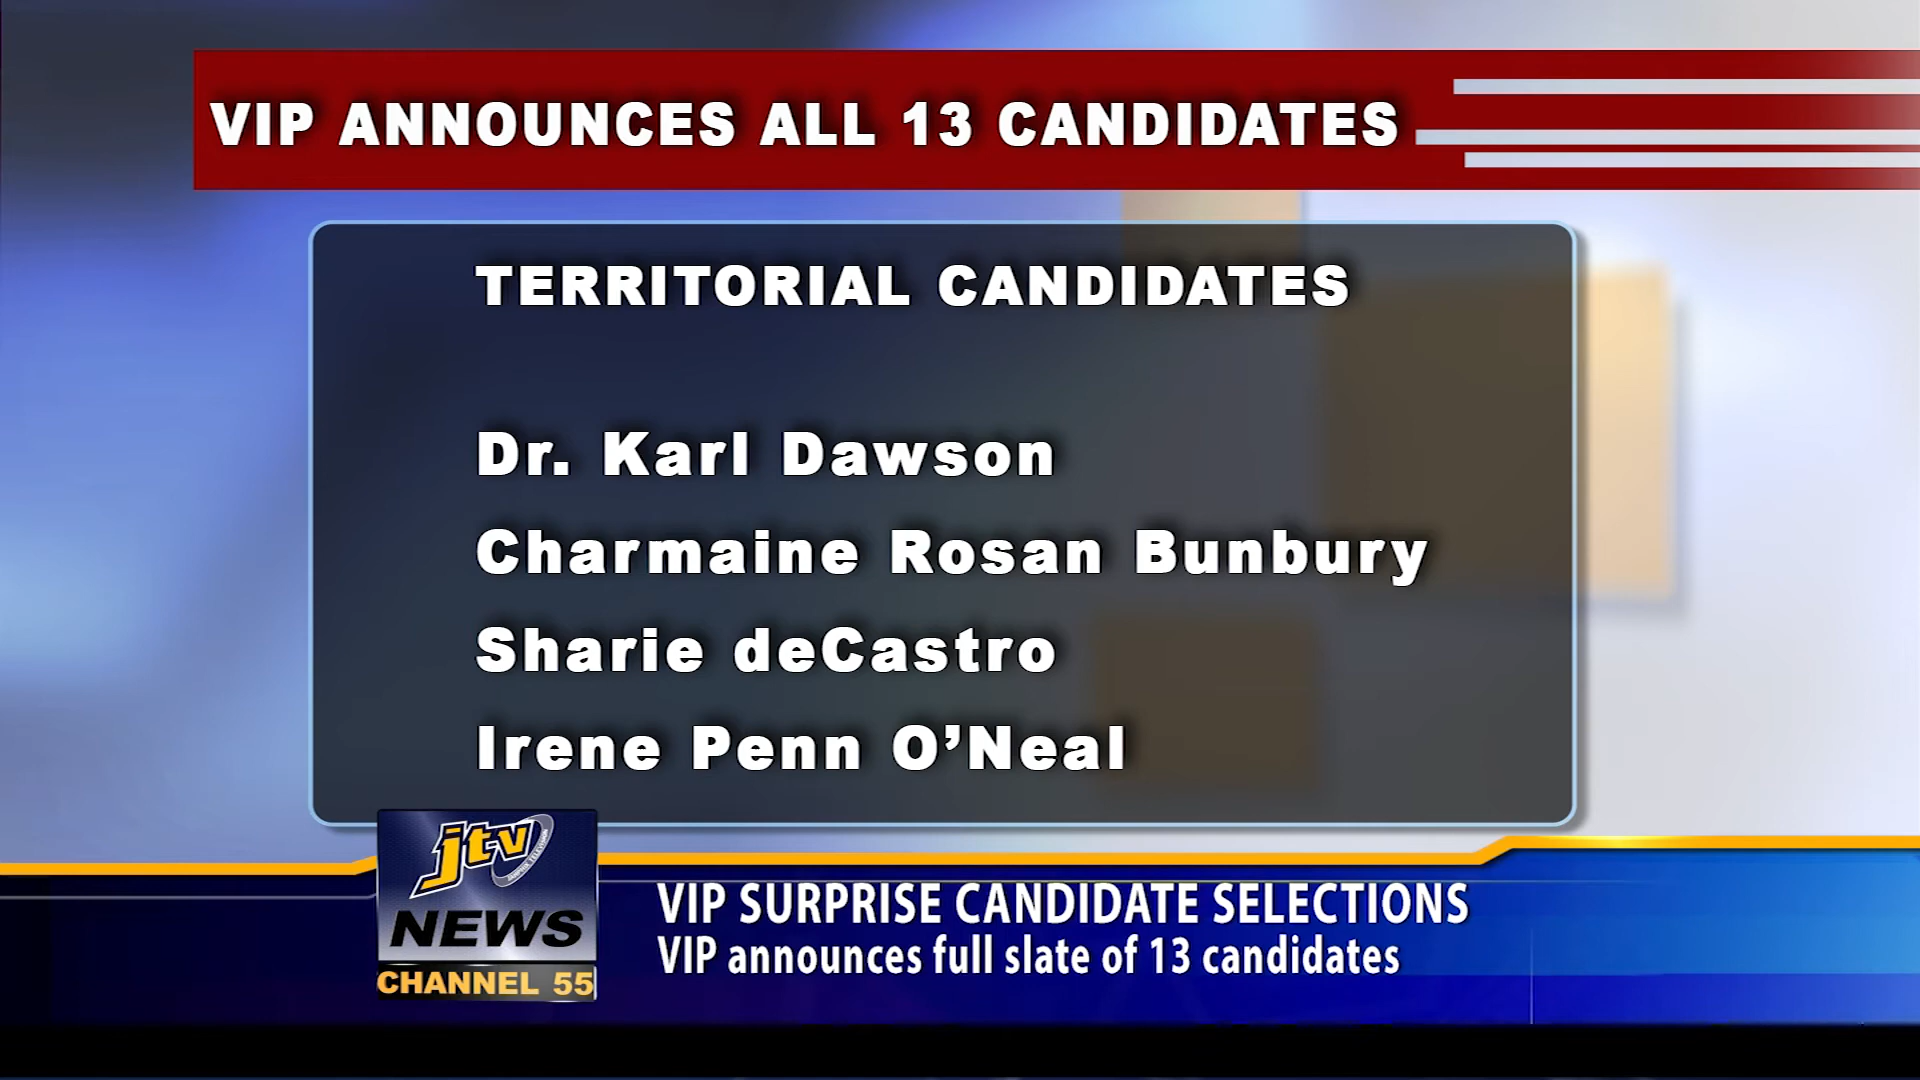 VIP ANNOUNCES ALL 13 CANDIDATES
TERRITORIAL CANDIDATES
Dr. Karl Dawson
Charmaine Rosan Bunbury
Sharie deCastro
Irene Penn O’Neal
jtv
NEWS
CHANNEL 55
VIP SURPRISE CANDIDATE SELECTIONS
VIP announces full slate of 13 candidates